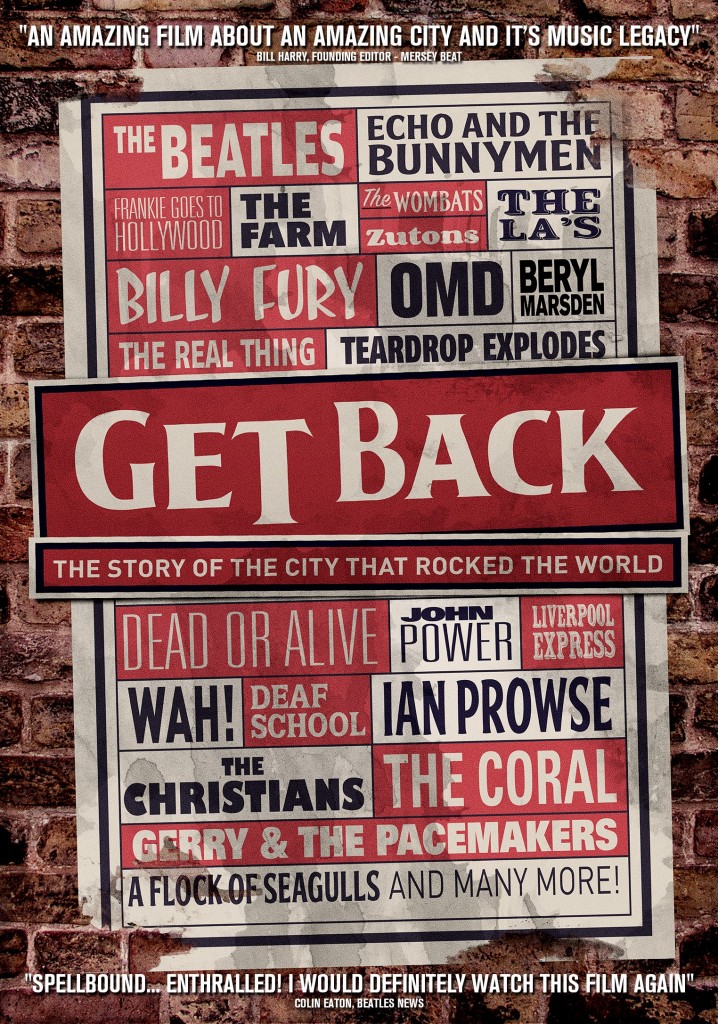 "AN AMAZING FILM ABOUT AN AMAZING CITY AND IT'S MUSIC LEGACY"
BILL HARRY, FOUNDING EDITOR - MERSEY BEAT
THE BEATLES
ECHO AND THE
BUNNYMEN
FRANKIE GOES TO
HOLLYWOOD
THE
FARM
The WOMBATS
Zutons
THE
LA'S
BILLY FURY
OMD
BERYL
MARSDEN
THE REAL THING
TEARDROP EXPLODES
GET BACK
THE STORY OF THE CITY THAT ROCKED THE WORLD
DEAD OR ALIVE
JOHN
POWER
LIVERPOOL
EXPRESS
WAH!
DEAF
SCHOOL
IAN PROWSE
THE
CHRISTIANS
THE CORAL
GERRY & THE PACEMAKERS
A FLOCK OF SEAGULLS AND MANY MORE!
"SPELLBOUND... ENTHRALLED! I WOULD DEFINITELY WATCH THIS FILM AGAIN"
COLIN EATON, BEATLES NEWS